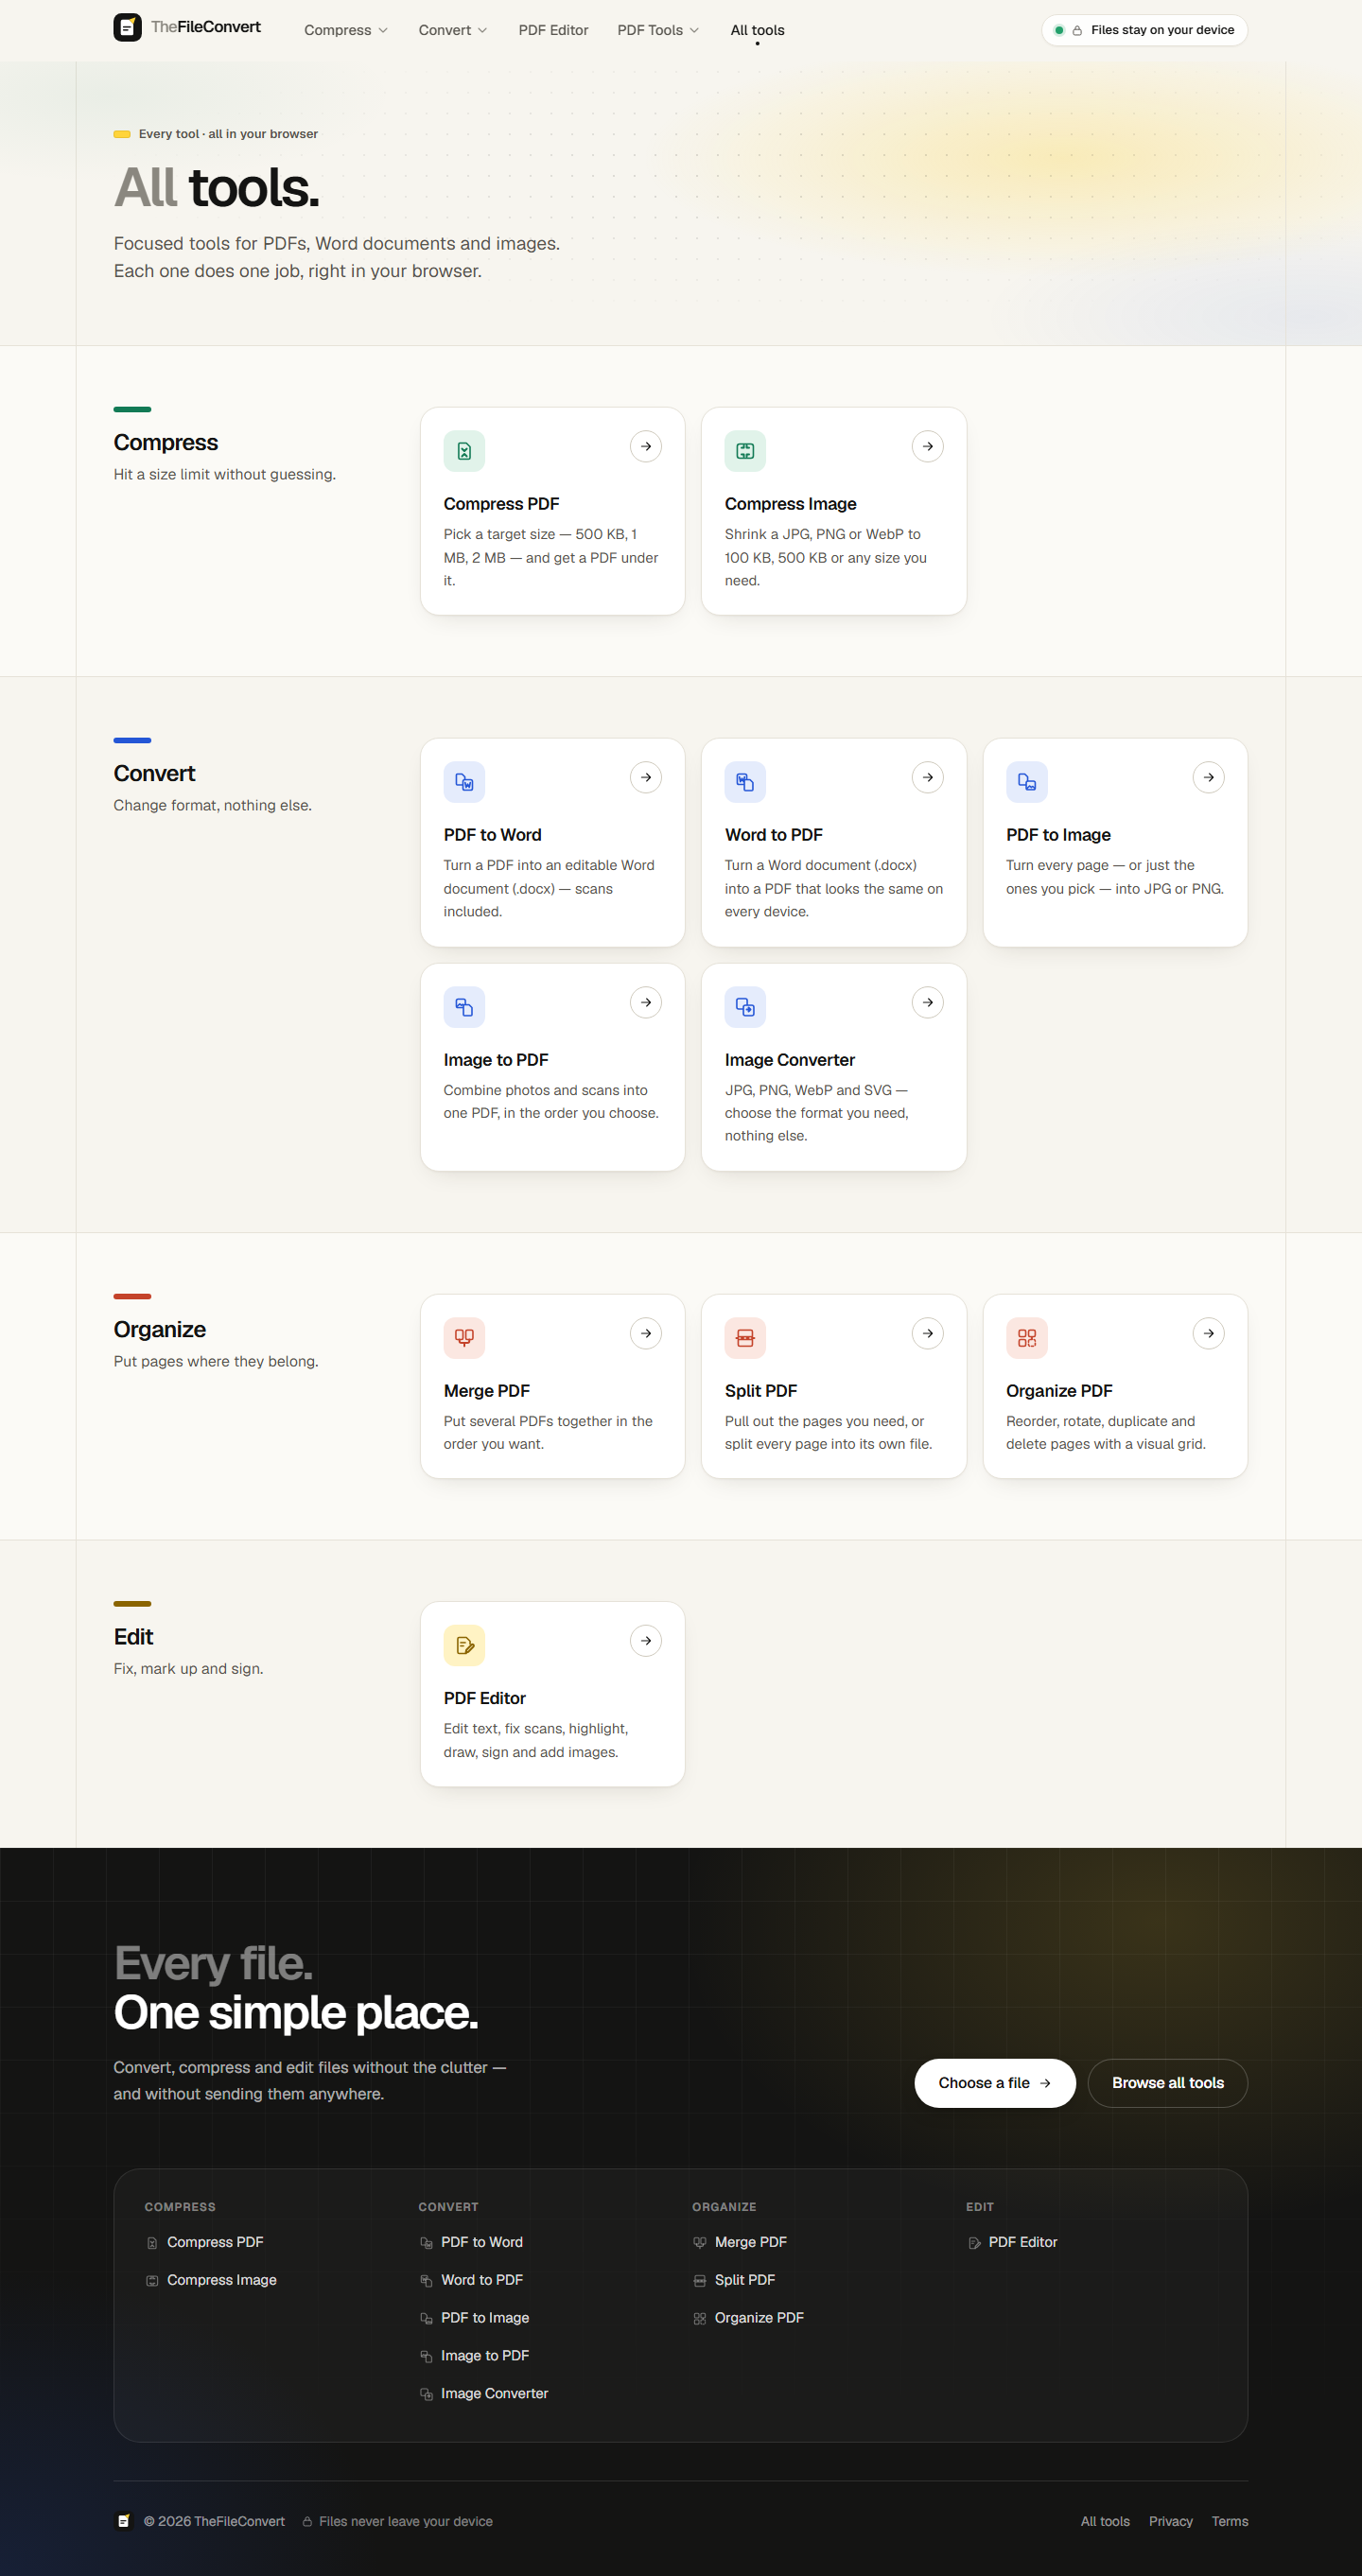 TheFileConvert
Compress
Convert
PDF Editor
PDF Tools
All tools
Files stay on your device
Every tool · all in your browser
All tools.
Focused tools for PDFs, Word documents and images.
Each one does one job, right in your browser.
Compress
Hit a size limit without guessing.
Compress PDF
Pick a target size — 500 KB, 1
MB, 2 MB — and get a PDF under
it.
Compress Image
Shrink a JPG, PNG or WebP to
100 KB, 500 KB or any size you
need.
Convert
Change format, nothing else.
PDF to Word
Turn a PDF into an editable Word
document (.docx) — scans
included.
Word to PDF
Turn a Word document (.docx)
into a PDF that looks the same on
every device.
PDF to Image
Turn every page — or just the
ones you pick — into JPG or PNG.
Image to PDF
Combine photos and scans into
one PDF, in the order you choose.
Image Converter
JPG, PNG, WebP and SVG —
choose the format you need,
nothing else.
Organize
Put pages where they belong.
Merge PDF
Put several PDFs together in the
order you want.
Split PDF
Pull out the pages you need, or
split every page into its own file.
Organize PDF
Reorder, rotate, duplicate and
delete pages with a visual grid.
Edit
Fix, mark up and sign.
PDF Editor
Edit text, fix scans, highlight,
draw, sign and add images.
Every file.
One simple place.
Convert, compress and edit files without the clutter —
and without sending them anywhere.
Choose a file
Browse all tools
COMPRESS
Compress PDF
Compress Image
CONVERT
PDF to Word
Word to PDF
PDF to Image
Image to PDF
Image Converter
ORGANIZE
Merge PDF
Split PDF
Organize PDF
EDIT
PDF Editor
© 2026 TheFileConvert
Files never leave your device
All tools
Privacy
Terms